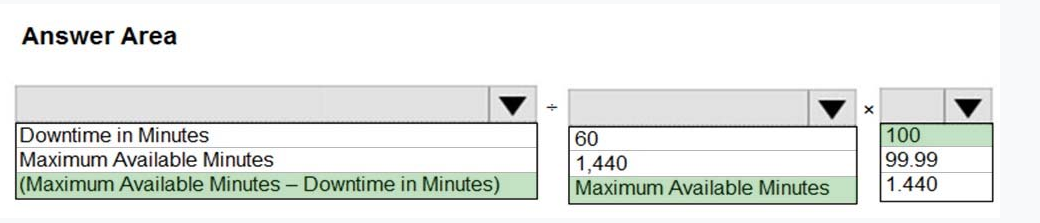 Answer Area
÷
×
Downtime in Minutes
Maximum Available Minutes
(Maximum Available Minutes – Downtime in Minutes)
60
1,440
Maximum Available Minutes
100
99.99
1.440